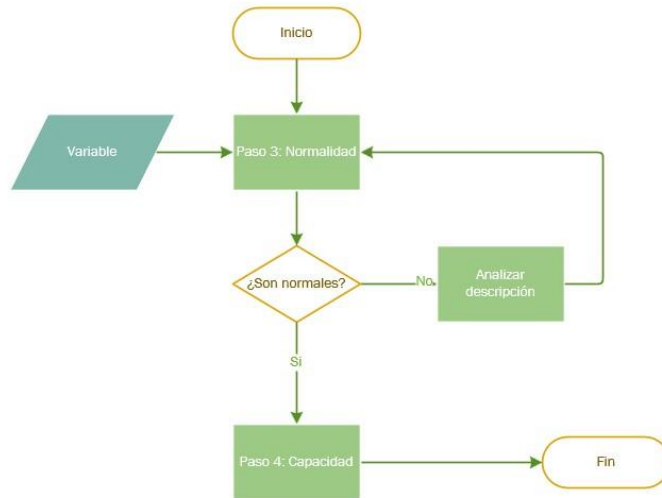 Inicio
Variable
Paso 3: Normalidad
¿Son normales?
No
Analizar
descripción
Si
Paso 4: Capacidad
Fin